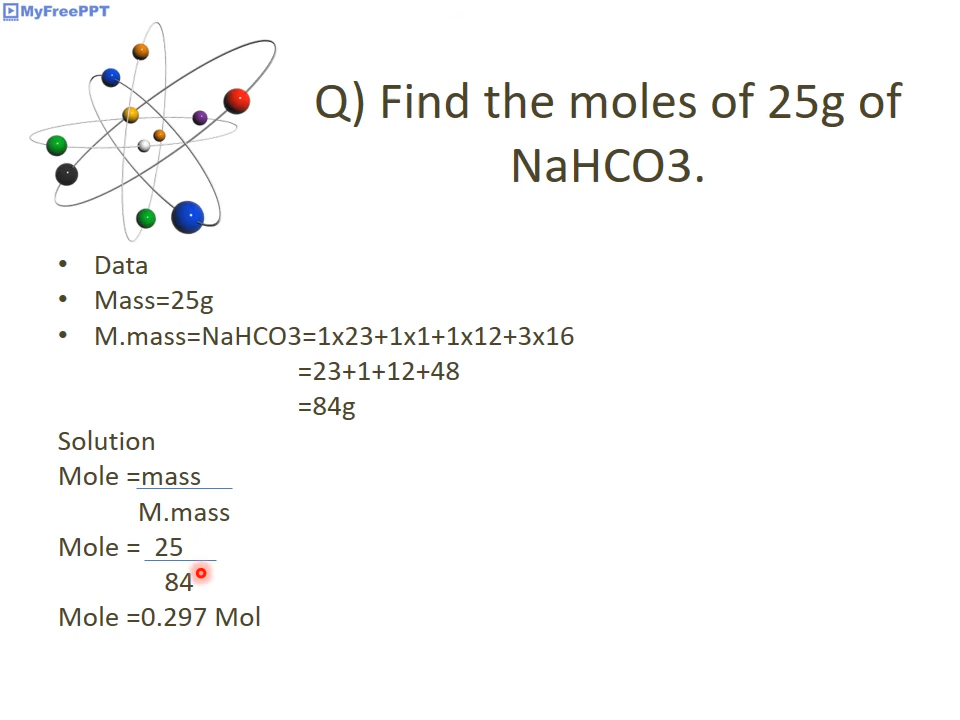 MyFreePPT
Q) Find the moles of 25g of
NaHCO3.
• Data
• Mass=25g
• M.mass=NaHCO3=1x23+1x1+1x12+3x16
=23+1+12+48
=84g
Solution
Mole =mass
M.mass
Mole = 25
84
Mole =0.297 Mol